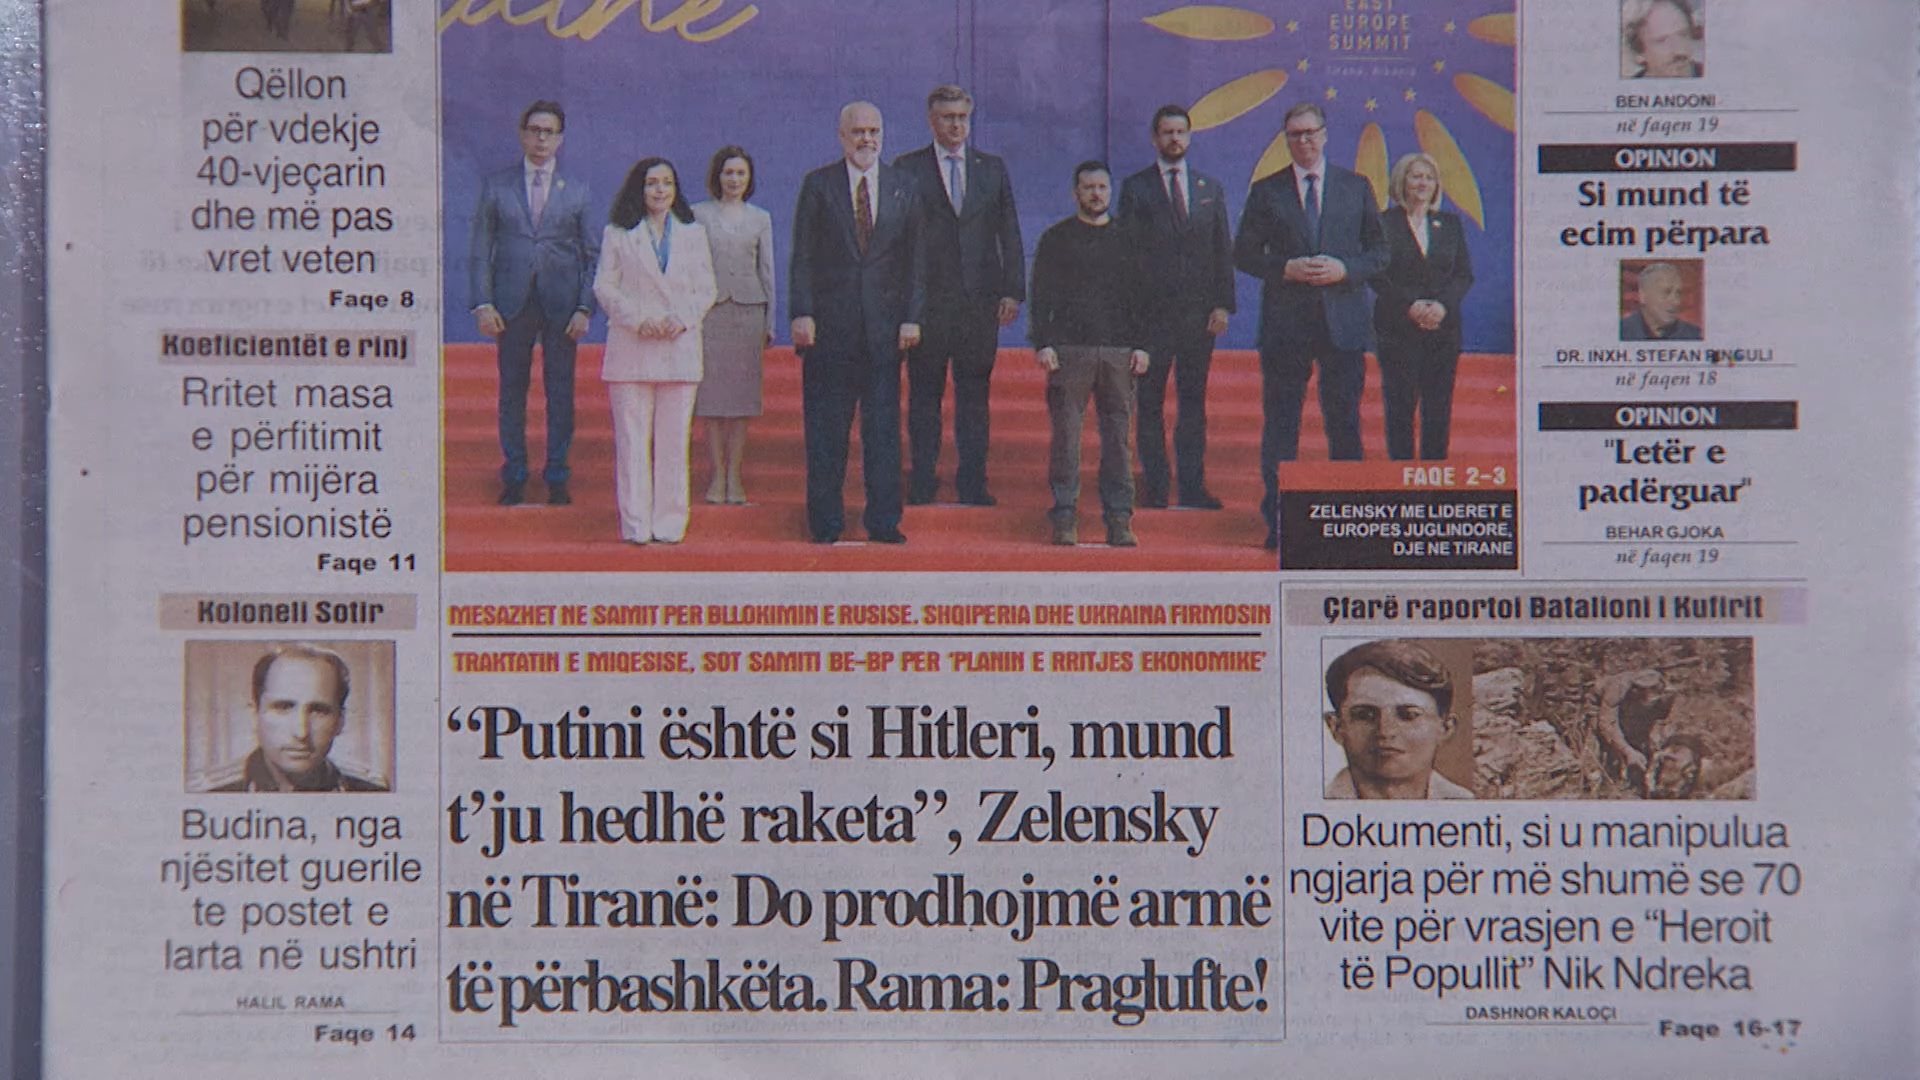 Qëllon
për vdekje
40-vjeçarin
dhe më pas
vret veten
Faqe 8
Koeficientët e rinj
Rritet masa
e përfitimit
për mijëra
pensionistë
Faqe 11
Koloneli Sotir
Budina, nga
njësitet guerile
te postet e
larta në ushtri
HALIL RAMA
Faqe 14
EAST
EUROPE
SUMMIT
Tirana, Albania
FAQE 2-3
ZELENSKY ME LIDERET E
EUROPES JUGLINDORE,
DJE NE TIRANE
MESAZHET NE SAMIT PER BLLOKIMIN E RUSISE. SHQIPERIA DHE UKRAINA FIRMOSIN
TRAKTATIN E MIQESISE, SOT SAMITI BE-BP PER 'PLANIN E RRITJES EKONOMIKE'
“Putini është si Hitleri, mund
t’ju hedhë raketa”, Zelensky
në Tiranë: Do prodhojmë armë
të përbashkëta. Rama: Praglufte!
BEN ANDONI
në faqen 19
OPINION
Si mund të
ecim përpara
DR. INXH. STEFAN PINGULI
në faqen 18
OPINION
"Letër e
padërguar"
BEHAR GJOKA
në faqen 19
Çfarë raportoi Batalioni i Kufirit
Dokumenti, si u manipulua
ngjarja për më shumë se 70
vite për vrasjen e “Heroit
të Popullit” Nik Ndreka
DASHNOR KALOÇI
Faqe 16-17